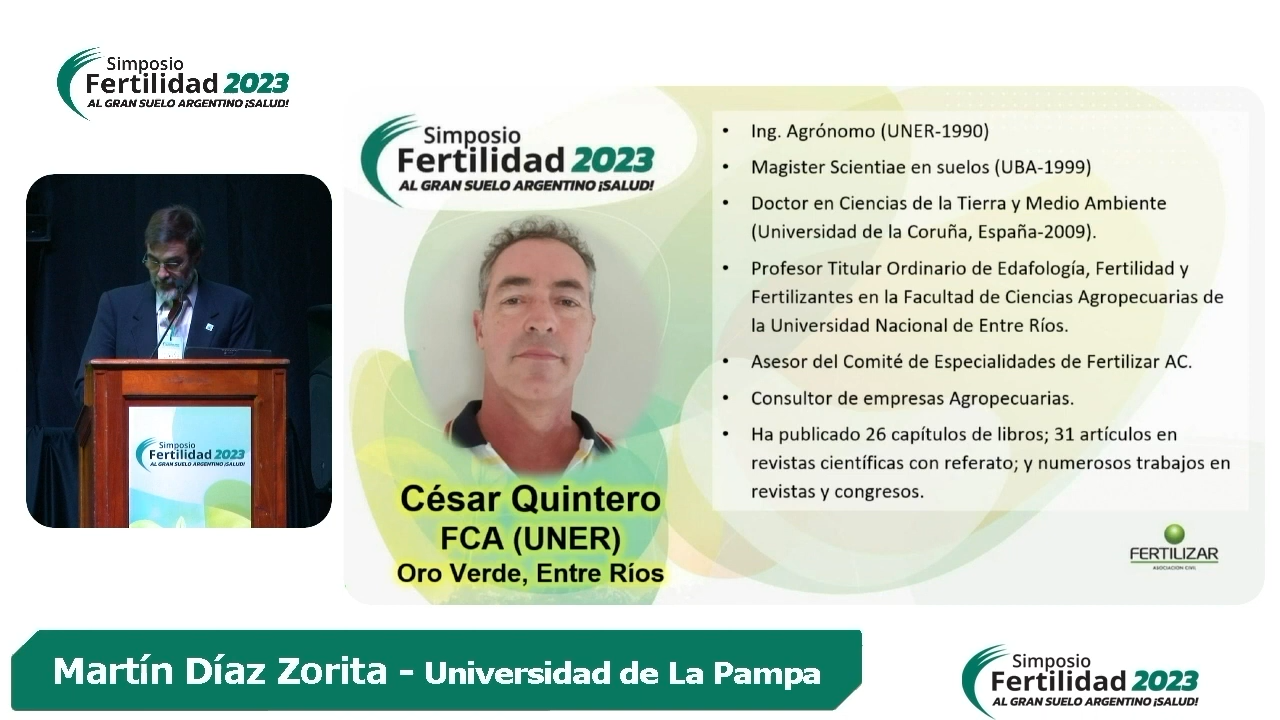 Simposio
Fertilidad 2023
AL GRAN SUELO ARGENTINO ¡SALUD!
Simposio
Fertilidad 2023
AL GRAN SUELO ARGENTINO ¡SALUD!
• Ing. Agrónomo (UNER-1990)
• Magister Scientiae en suelos (UBA-1999)
• Doctor en Ciencias de la Tierra y Medio Ambiente
(Universidad de la Coruña, España-2009).
• Profesor Titular Ordinario de Edafología, Fertilidad y
Fertilizantes en la Facultad de Ciencias Agropecuarias de
la Universidad Nacional de Entre Ríos.
• Asesor del Comité de Especialidades de Fertilizar AC.
• Consultor de empresas Agropecuarias.
• Ha publicado 26 capítulos de libros; 31 artículos en
revistas científicas con referato; y numerosos trabajos en
revistas y congresos.
César Quintero
FCA (UNER)
Oro Verde, Entre Ríos
FERTILIZAR
ASOCIACION CIVIL
Simposio
Fertilidad 2023
AL GRAN SUELO ARGENTINO ¡SALUD!
Martín Díaz Zorita - Universidad de La Pampa
Simposio
Fertilidad 2023
AL GRAN SUELO ARGENTINO ¡SALUD!